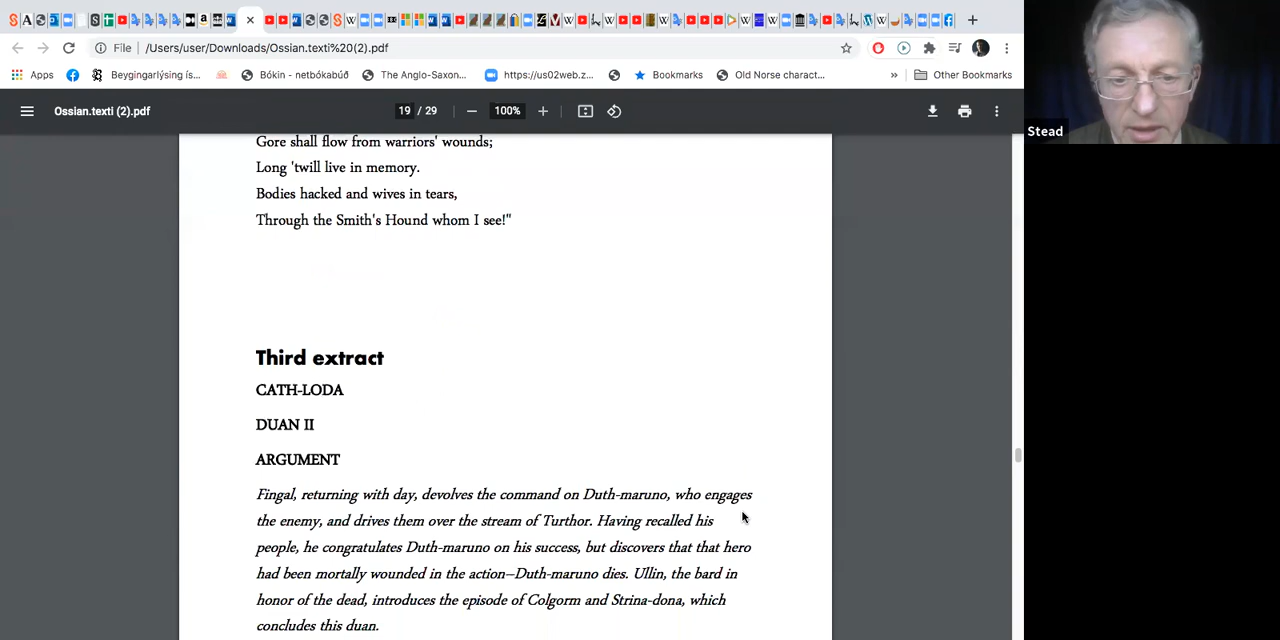 File
/Users/user/Downloads/Ossian.texti%20(2).pdf
Apps
Beygingarlýsing ís...
Bókin - netbókabúð
The Anglo-Saxon...
https://us02web.z...
Bookmarks
Old Norse charact...
»
Other Bookmarks
Ossian.texti (2).pdf
19 / 29
100%
Stead
Gore shall flow from warriors' wounds;
Long 'twill live in memory.
Bodies hacked and wives in tears,
Through the Smith's Hound whom I see!"
Third extract
CATH-LODA
DUAN II
ARGUMENT
Fingal, returning with day, devolves the command on Duth-maruno, who engages
the enemy, and drives them over the stream of Turthor. Having recalled his
people, he congratulates Duth-maruno on his success, but discovers that that hero
had been mortally wounded in the action—Duth-maruno dies. Ullin, the bard in
honor of the dead, introduces the episode of Colgorm and Strina-dona, which
concludes this duan.